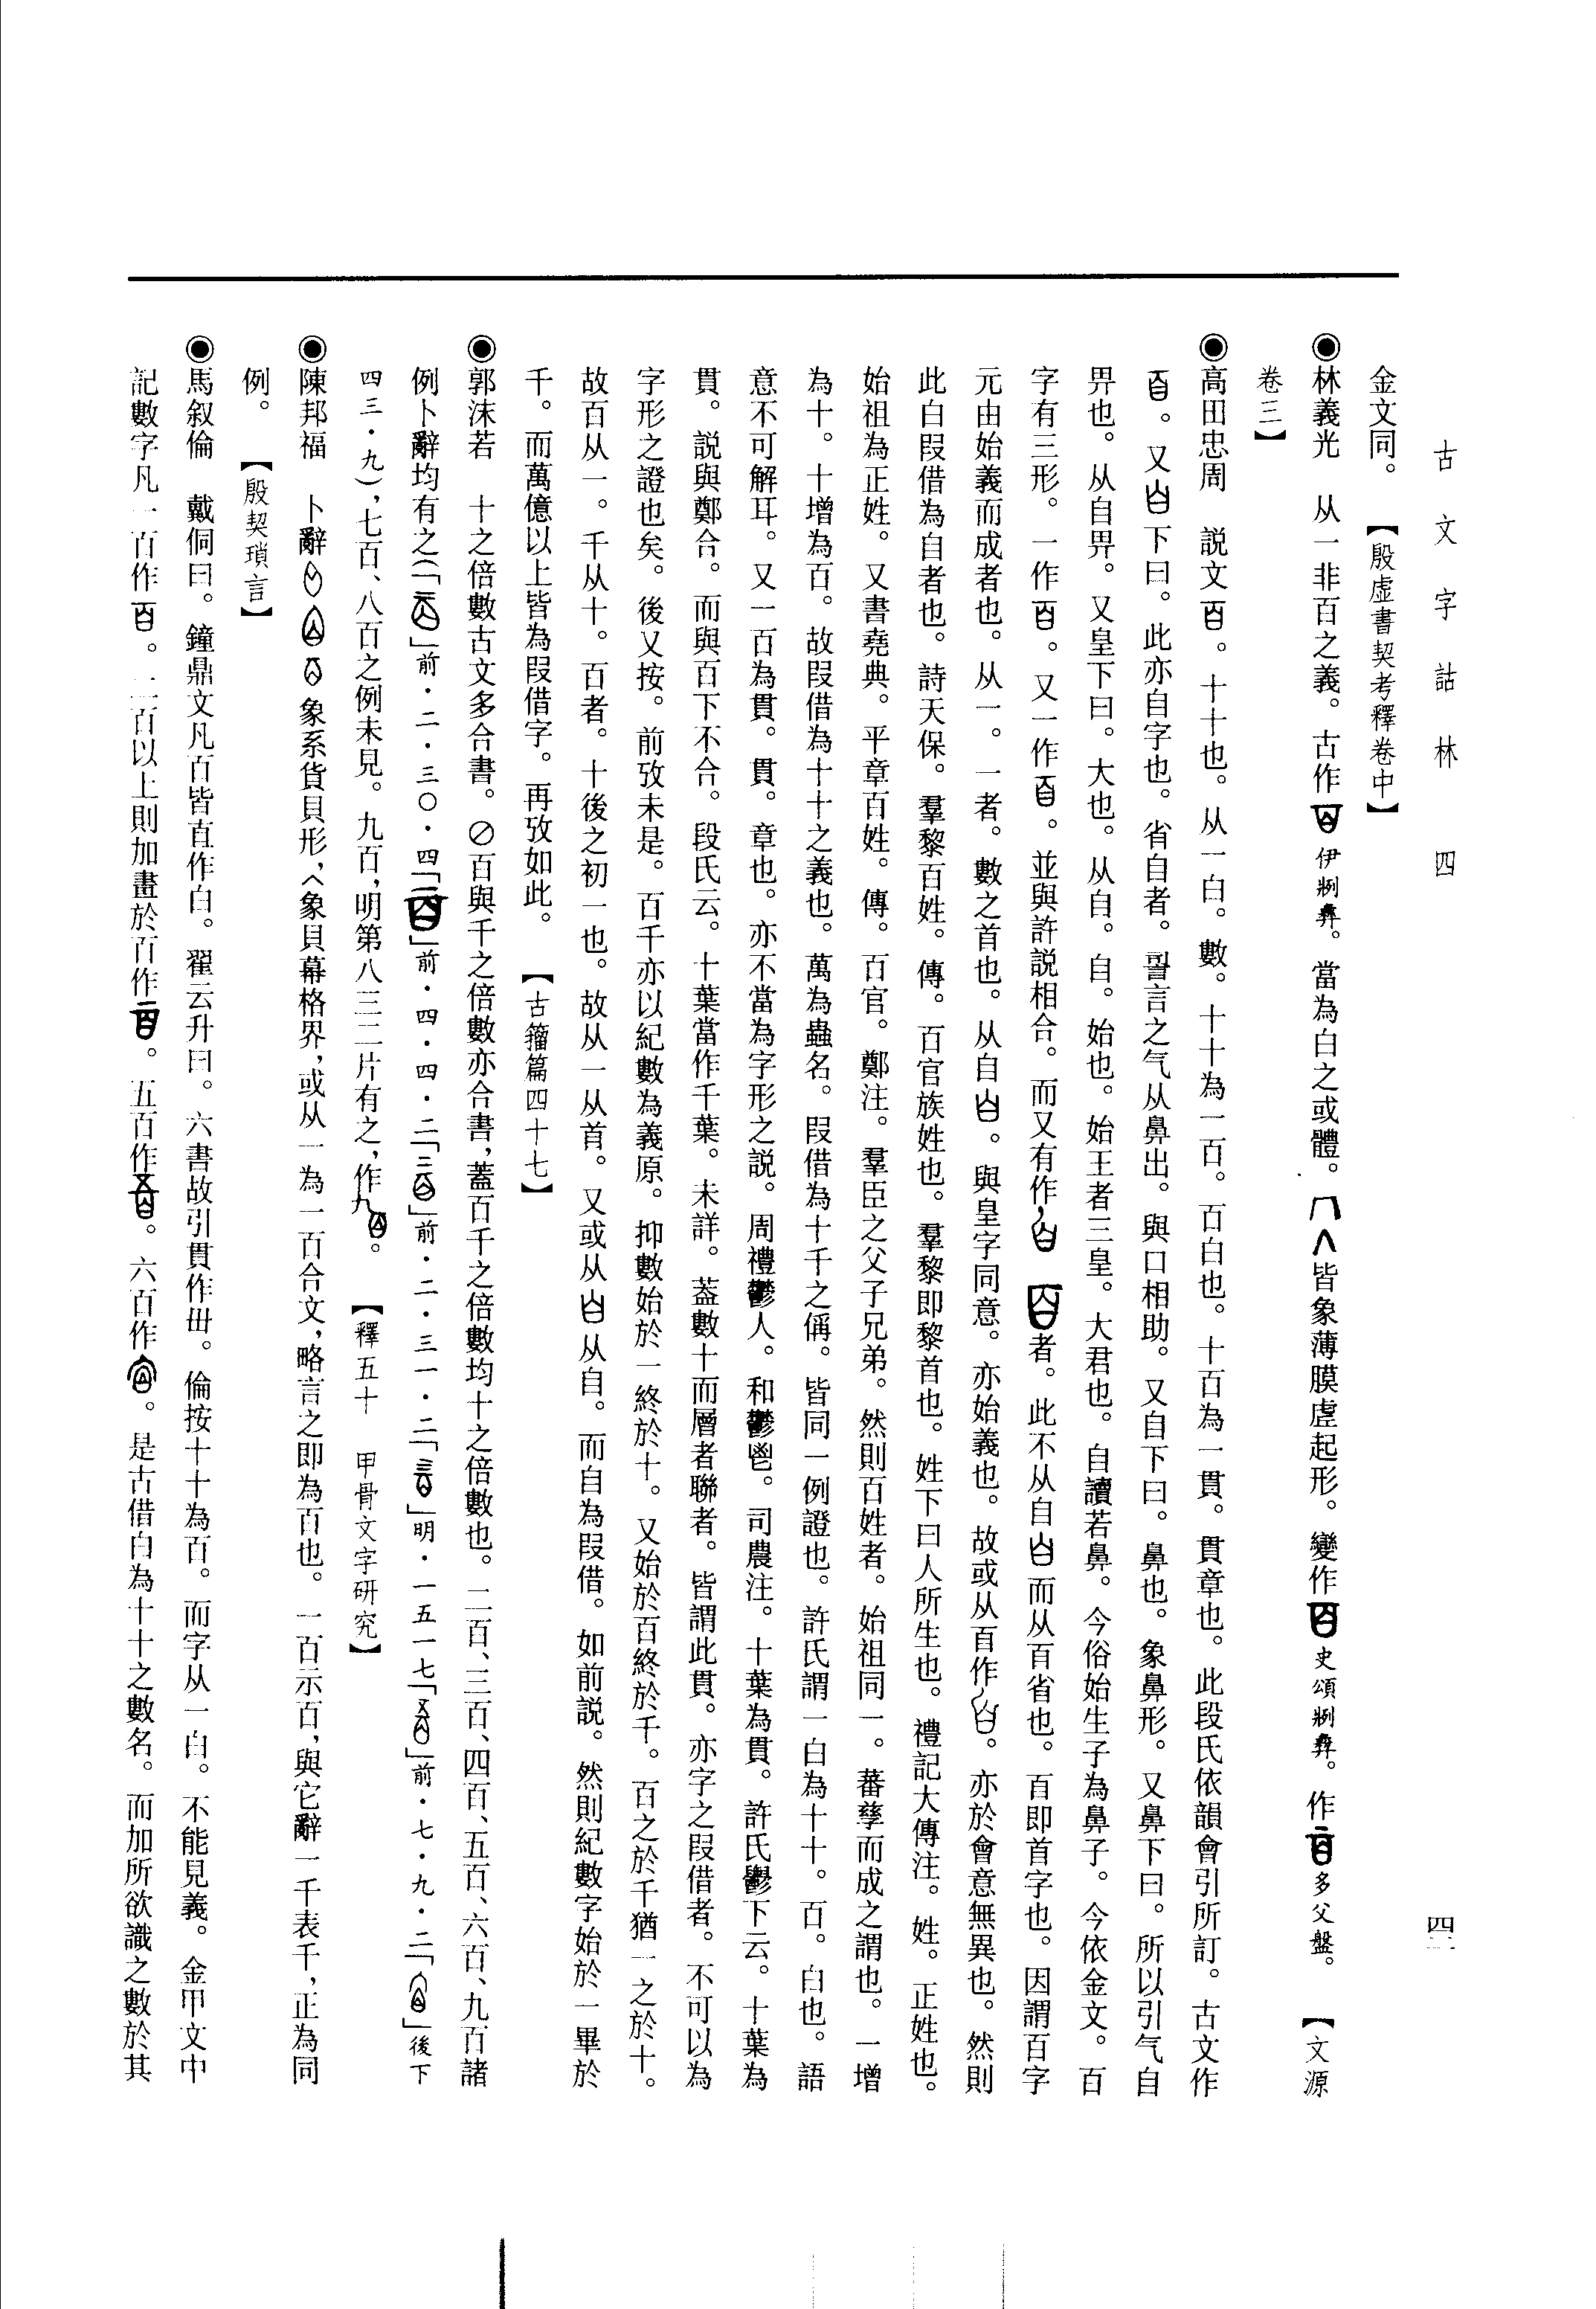 古文字詁林 四
四二
金文同。【殷虛書契考釋卷中】
◉林義光 从一非百之義。古作伊𠛱彝。當為白之或體。皆象薄膜虛起形。變作史頌𠛱彝。作多父盤。【文源
卷三】
◉高田忠周 説文。十十也。从一白。數。十十為一百。百白也。十百為一貫。貫章也。此段氏依韻會引所訂。古文作
。又下曰。此亦自字也。省自者。䛐言之气从鼻出。與口相助。又自下曰。鼻也。象鼻形。又鼻下曰。所以引气自
畀也。从自畀。又皇下曰。大也。从自。自。始也。始王者三皇。大君也。自讀若鼻。今俗始生子為鼻子。今依金文。百
字有三形。一作。又一作。並與許説相合。而又有作者。此不从自而从百省也。百即首字也。因謂百字
元由始義而成者也。从一。一者。數之首也。从自。與皇字同意。亦始義也。故或从百作。亦於會意無異也。然則
此白叚借為自者也。詩天保。羣黎百姓。傳。百官族姓也。羣黎即黎首也。姓下曰人所生也。禮記大傳注。姓。正姓也。
始祖為正姓。又書堯典。平章百姓。傳。百官。鄭注。羣臣之父子兄弟。然則百姓者。始祖同一。蕃孳而成之謂也。一增
為十。十增為百。故叚借為十十之義也。萬為蟲名。叚借為十千之偁。皆同一例證也。許氏謂一白為十十。百。白也。語
意不可解耳。又一百為貫。貫。章也。亦不當為字形之説。周禮鬱人。和鬱鬯。司農注。十葉為貫。許氏鬱下云。十葉為
貫。説與鄭合。而與百下不合。段氏云。十葉當作千葉。未詳。葢數十而層者聯者。皆謂此貫。亦字之叚借者。不可以為
字形之證也矣。後又按。前攷未是。百千亦以紀數為義原。抑數始於一終於十。又始於百終於千。百之於千猶一之於十。
故百从一。千从十。百者。十後之初一也。故从一从首。又或从从自。而自為叚借。如前説。然則紀數字始於一畢於
千。而萬億以上皆為叚借字。再攷如此。【古籀篇四十七】
◉郭沫若 十之倍數古文多合書。百與千之倍數亦合書，蓋百千之倍數均十之倍數也。二百、三百、四百、五百、六百、九百諸
例卜辭均有之（「」前・二・三〇・四「」前・四・四・二「」前・二・三一・二「」明・一五一七「」前・七・九・二「」後下
四三・九），七百、八百之例未見。九百，明第八三二片有之，作。【釋五十 甲骨文字研究】
◉陳邦福 卜辭象系貨貝形，象貝幕格界，或从一為一百合文，略言之即為百也。一百示百，與它辭一千表千，正為同
例。【殷契瑣言】
◉馬叙倫 戴侗曰。鐘鼎文凡百皆直作白。翟云升曰。六書故引貫作毌。倫按十十為百。而字从一白。不能見義。金甲文中
記數字凡一百作。二百以上則加畫於百作。五百作。六百作。是古借白為十十之數名。而加所欲識之數於其